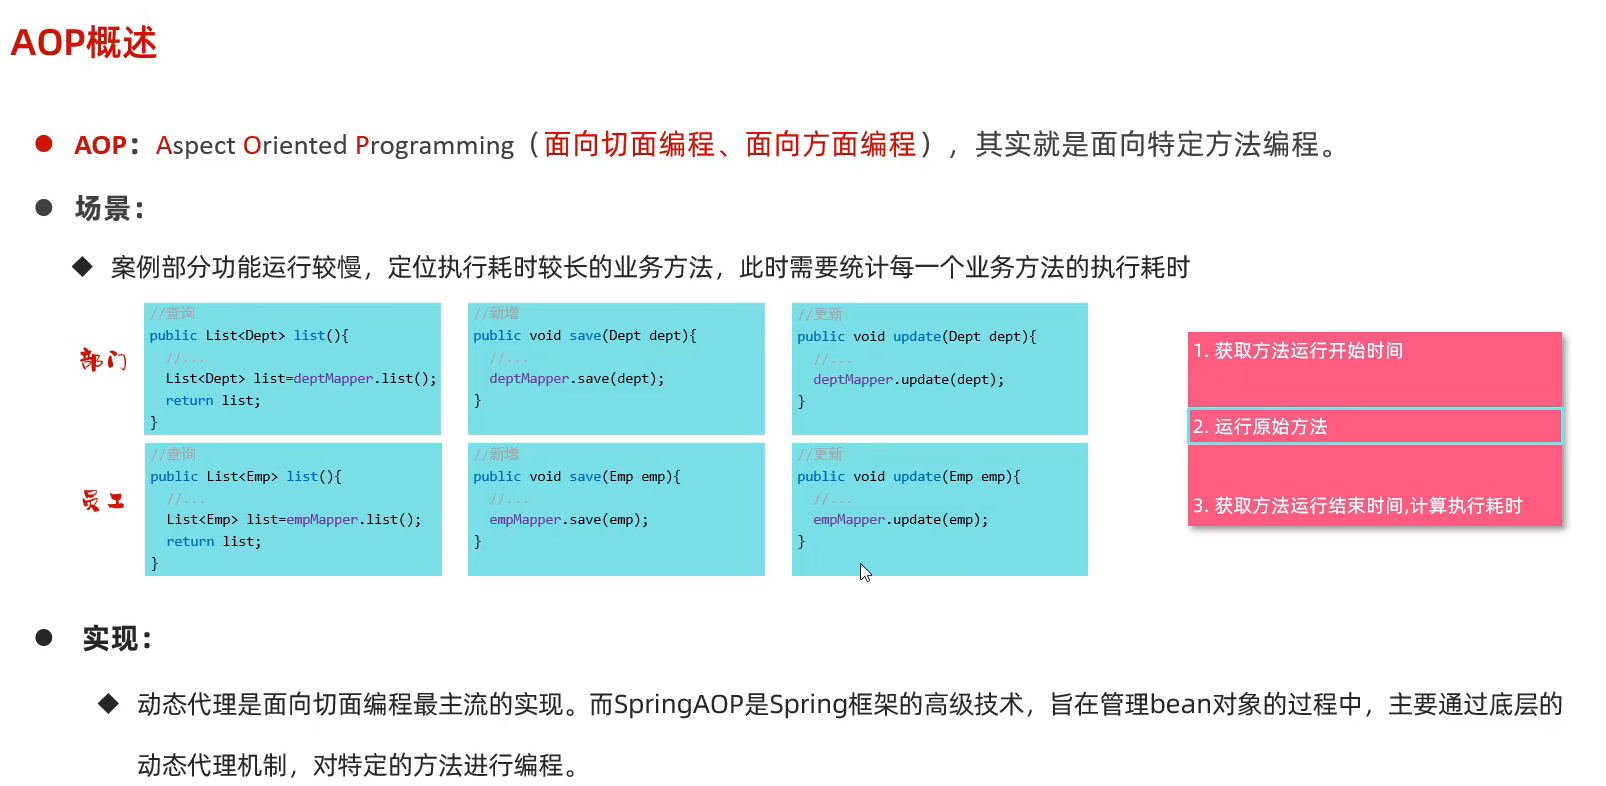 AOP概述
AOP：Aspect Oriented Programming（面向切面编程、面向方面编程），其实就是面向特定方法编程。
场景：
案例部分功能运行较慢，定位执行耗时较长的业务方法，此时需要统计每一个业务方法的执行耗时
部门
//查询
public List<Dept> list(){
//...
List<Dept> list=deptMapper.list();
return list;
}
//新增
public void save(Dept dept){
//...
deptMapper.save(dept);
}
//更新
public void update(Dept dept){
//...
deptMapper.update(dept);
}
员工
//查询
public List<Emp> list(){
//...
List<Emp> list=empMapper.list();
return list;
}
//新增
public void save(Emp emp){
//...
empMapper.save(emp);
}
//更新
public void update(Emp emp){
//...
empMapper.update(emp);
}
1. 获取方法运行开始时间
2. 运行原始方法
3. 获取方法运行结束时间,计算执行耗时
实现：
动态代理是面向切面编程最主流的实现。而SpringAOP是Spring框架的高级技术，旨在管理bean对象的过程中，主要通过底层的
动态代理机制，对特定的方法进行编程。